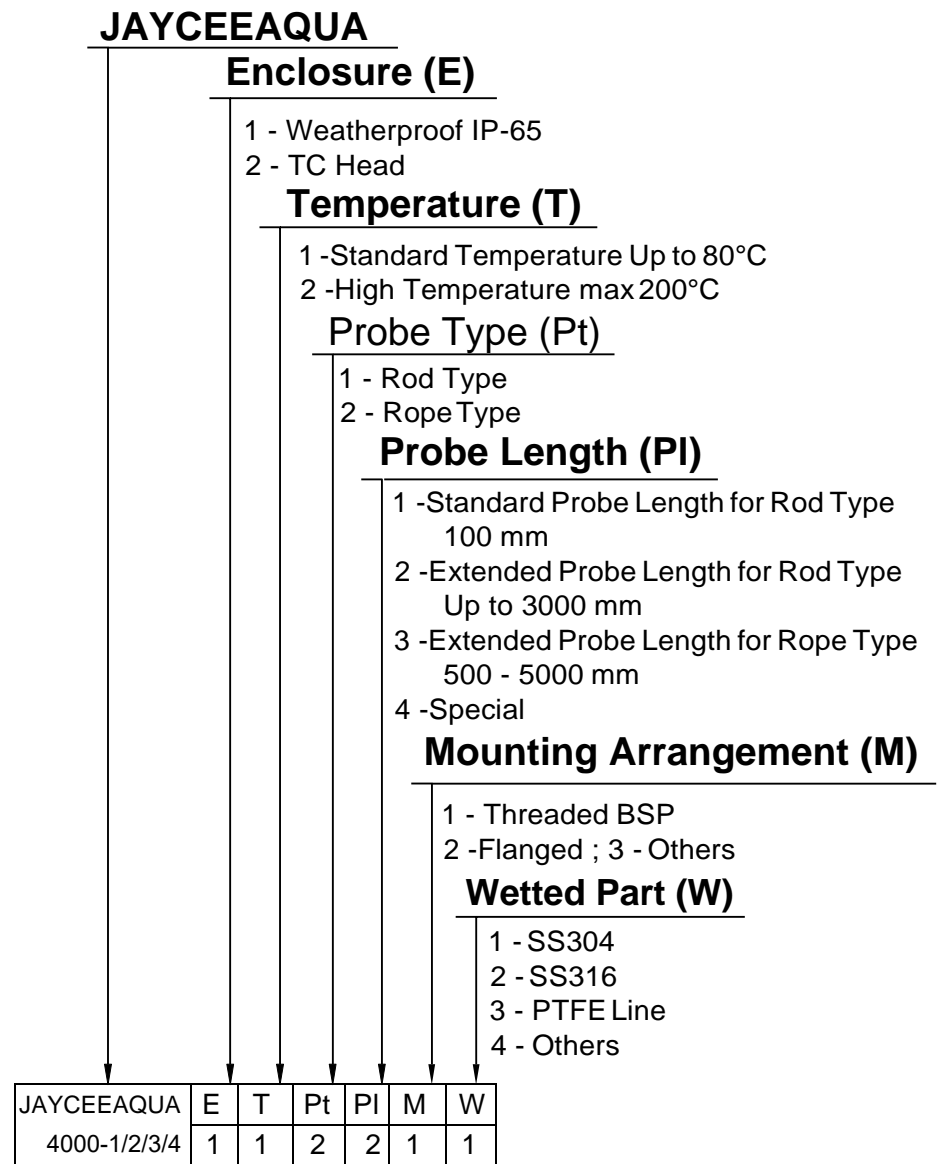 JAYCEEAQUA
Enclosure (E)
1 - Weatherproof IP-65
2 - TC Head
Temperature (T)
1 -Standard Temperature Up to 80°C
2 -High Temperature max 200°C
Probe Type (Pt)
1 - Rod Type
2 - Rope Type
Probe Length (Pl)
1 -Standard Probe Length for Rod Type
100 mm
2 -Extended Probe Length for Rod Type
Up to 3000 mm
3 -Extended Probe Length for Rope Type
500 - 5000 mm
4 -Special
Mounting Arrangement (M)
1 - Threaded BSP
2 -Flanged ; 3 - Others
Wetted Part (W)
1 - SS304
2 - SS316
3 - PTFE Line
4 - Others
JAYCEEAQUA E T Pt Pl M W
4000-1/2/3/4 1 1 2 2 1 1